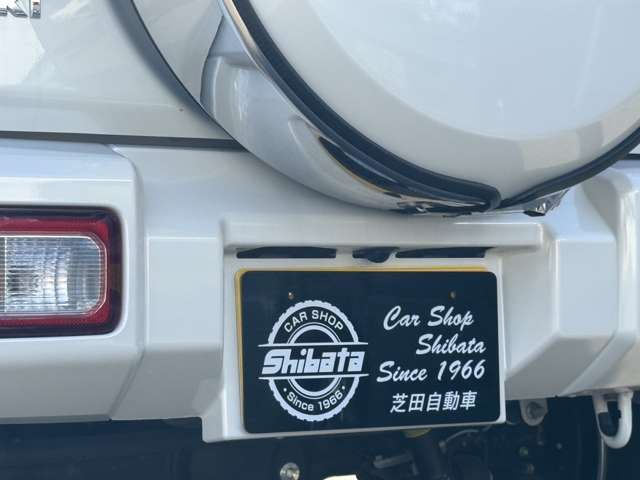 CAR SHOP
Shibata
Since 1966
Car Shop
Shibata
Since 1966
芝田自動車